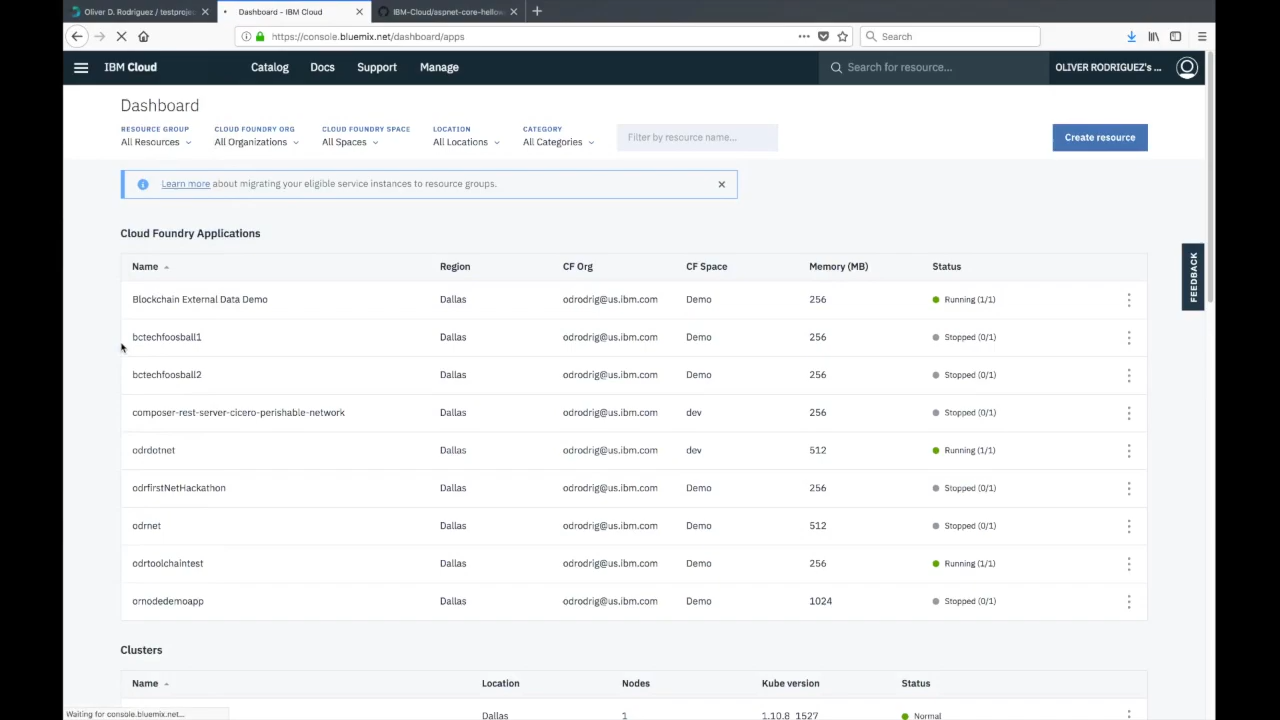 Oliver D. Rodriguez / testproje
Dashboard - IBM Cloud
IBM-Cloud/aspnet-core-hellow
https://console.bluemix.net/dashboard/apps
Search
IBM Cloud
Catalog
Docs
Support
Manage
Search for resource...
OLIVER RODRIGUEZ's ...
Dashboard
RESOURCE GROUP
All Resources
CLOUD FOUNDRY ORG
All Organizations
CLOUD FOUNDRY SPACE
All Spaces
LOCATION
All Locations
CATEGORY
All Categories
Filter by resource name...
Create resource
Learn more about migrating your eligible service instances to resource groups.
FEEDBACK
Cloud Foundry Applications
Name Region CF Org CF Space Memory (MB) Status
Blockchain External Data Demo Dallas odrodrig@us.ibm.com Demo 256 Running (1/1)
bctechfoosball1 Dallas odrodrig@us.ibm.com Demo 256 Stopped (0/1)
bctechfoosball2 Dallas odrodrig@us.ibm.com Demo 256 Stopped (0/1)
composer-rest-server-cicero-perishable-network Dallas odrodrig@us.ibm.com dev 256 Stopped (0/1)
odrdotnet Dallas odrodrig@us.ibm.com dev 512 Running (1/1)
odrfirstNetHackathon Dallas odrodrig@us.ibm.com Demo 256 Stopped (0/1)
odrnet Dallas odrodrig@us.ibm.com Demo 512 Stopped (0/1)
odrtoolchaintest Dallas odrodrig@us.ibm.com Demo 256 Running (1/1)
ornodedemoapp Dallas odrodrig@us.ibm.com Demo 1024 Stopped (0/1)
Clusters
Name Location Nodes Kube version Status
Dallas 1 1.10.8_1527 Normal
Waiting for console.bluemix.net...